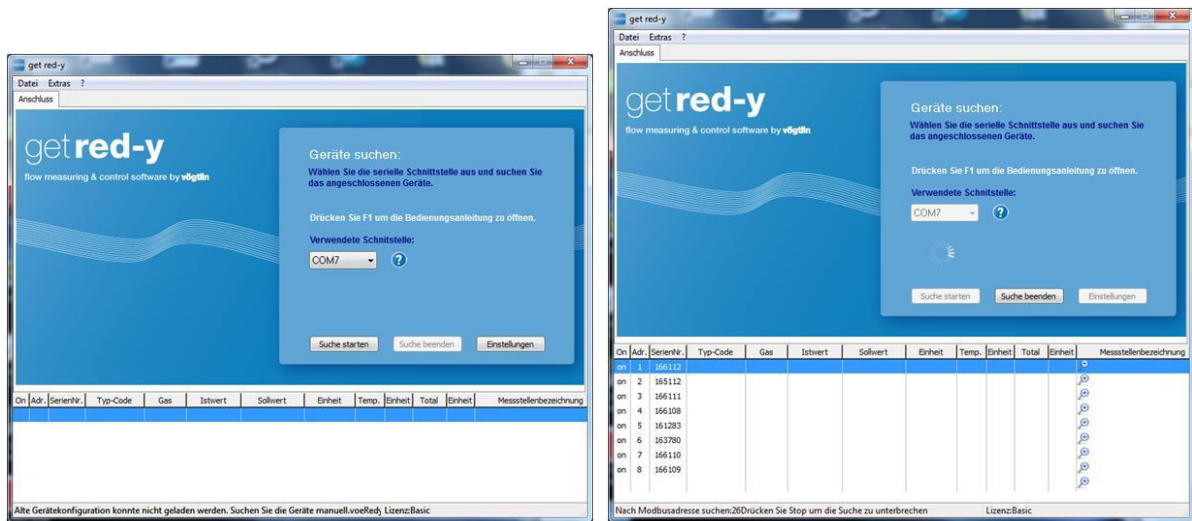 get red-y
Datei Extras ?
Anschluss
get red-y
flow measuring & control software by vögtlin
Geräte suchen:
Wählen Sie die serielle Schnittstelle aus und suchen Sie
das angeschlossenen Geräte.
Drücken Sie F1 um die Bedienungsanleitung zu öffnen.
Verwendete Schnitstelle:
COM7
?
Suche starten Suche beenden Einstellungen
On Adr. SerienNr. Typ-Code Gas Istwert Sollwert Einheit Temp. Einheit Total Einheit Messstellenbezeichnung
Alte Gerätekonfiguration konnte nicht geladen werden. Suchen Sie die Geräte manuell.voeRedy Lizenz:Basic
get red-y
Datei Extras ?
Anschluss
get red-y
flow measuring & control software by vögtlin
Geräte suchen:
Wählen Sie die serielle Schnittstelle aus und suchen Sie
das angeschlossenen Geräte.
Drücken Sie F1 um die Bedienungsanleitung zu öffnen.
Verwendete Schnitstelle:
COM7
?
Suche starten Suche beenden Einstellungen
On Adr. SerienNr. Typ-Code Gas Istwert Sollwert Einheit Temp. Einheit Total Einheit Messstellenbezeichnung
on 1 166112
on 2 165112
on 3 166111
on 4 166108
on 5 161283
on 6 163780
on 7 166110
on 8 166109
Nach Modbusadresse suchen:26Drücken Sie Stop um die Suche zu unterbrechen Lizenz:Basic